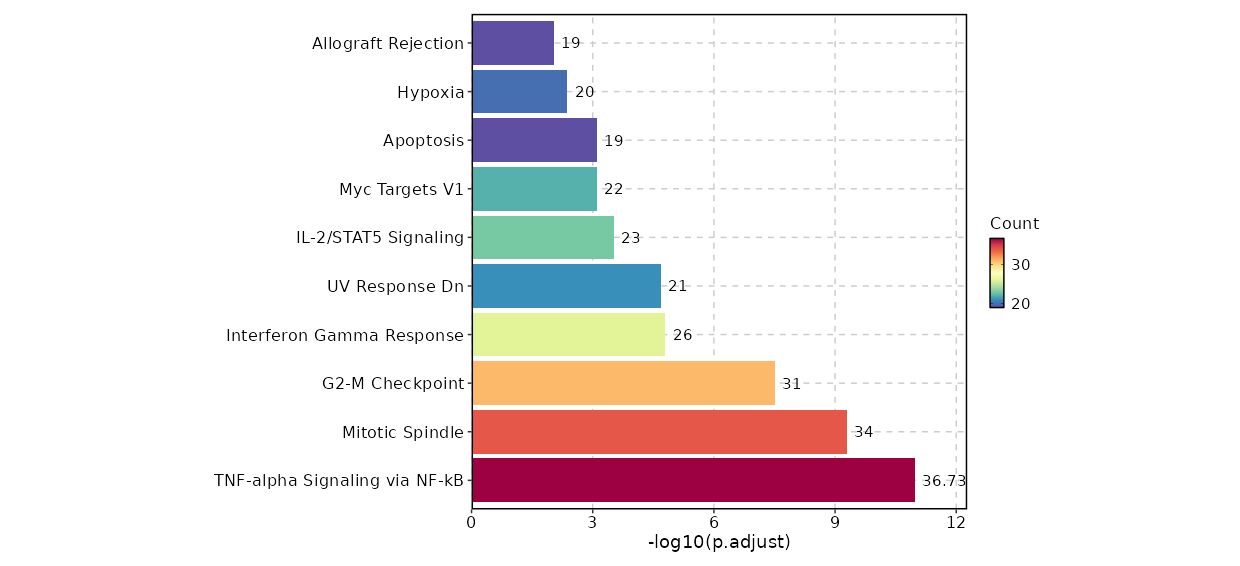 Allograft Rejection 19
Hypoxia 20
Apoptosis 19
Myc Targets V1 22
IL-2/STAT5 Signaling 23
UV Response Dn 21
Interferon Gamma Response 26
G2-M Checkpoint 31
Mitotic Spindle 34
TNF-alpha Signaling via NF-kB 36.73
0 3 6 9 12
-log10(p.adjust)
Count
30
20